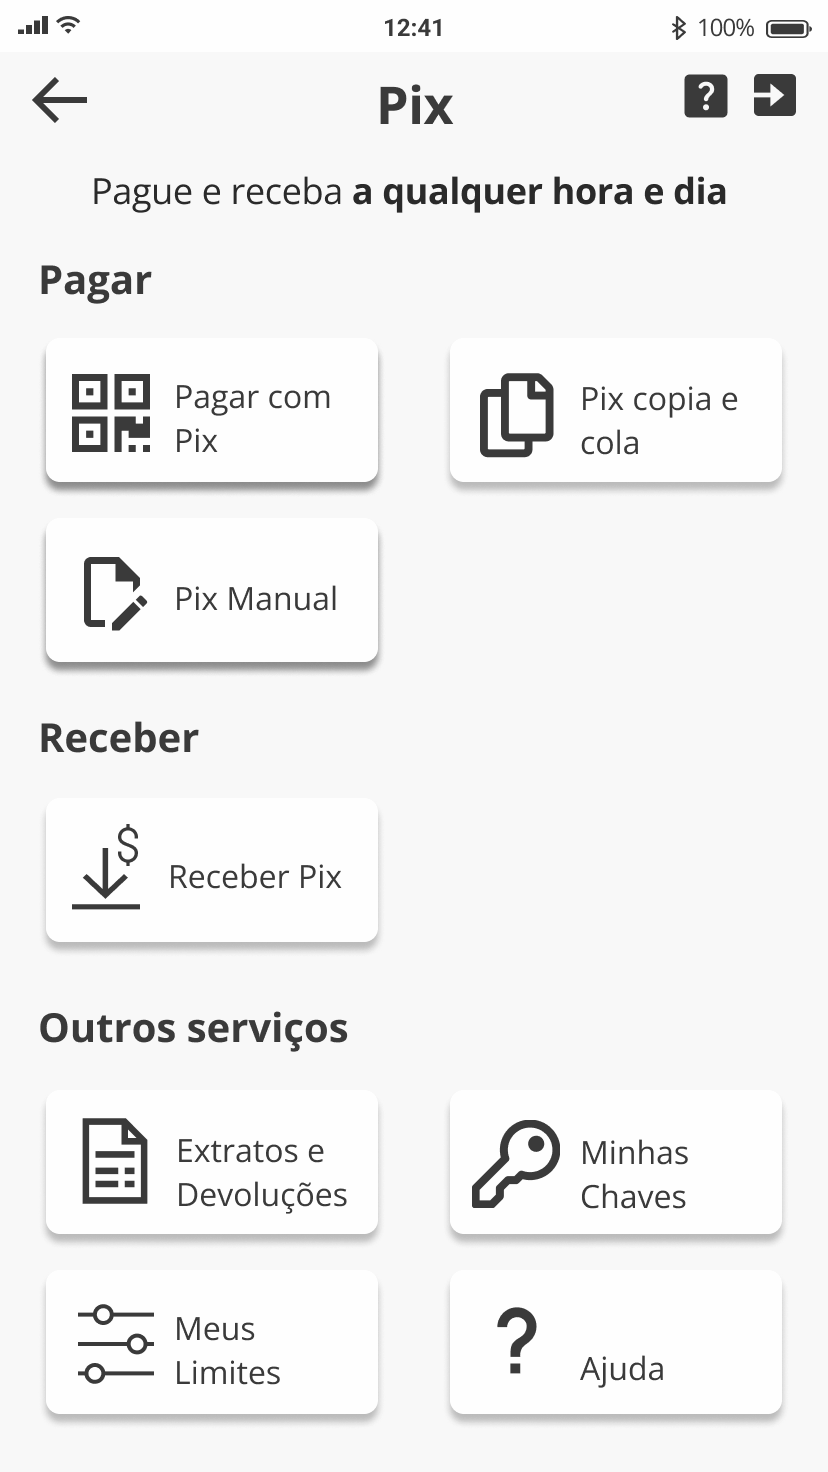 12:41
100%
Pix
?
Pague e receba a qualquer hora e dia
Pagar
Pagar com
Pix
Pix copia e
cola
Pix Manual
Receber
$
Receber Pix
Outros serviços
Extratos e
Devoluções
Minhas
Chaves
Meus
Limites
?
Ajuda